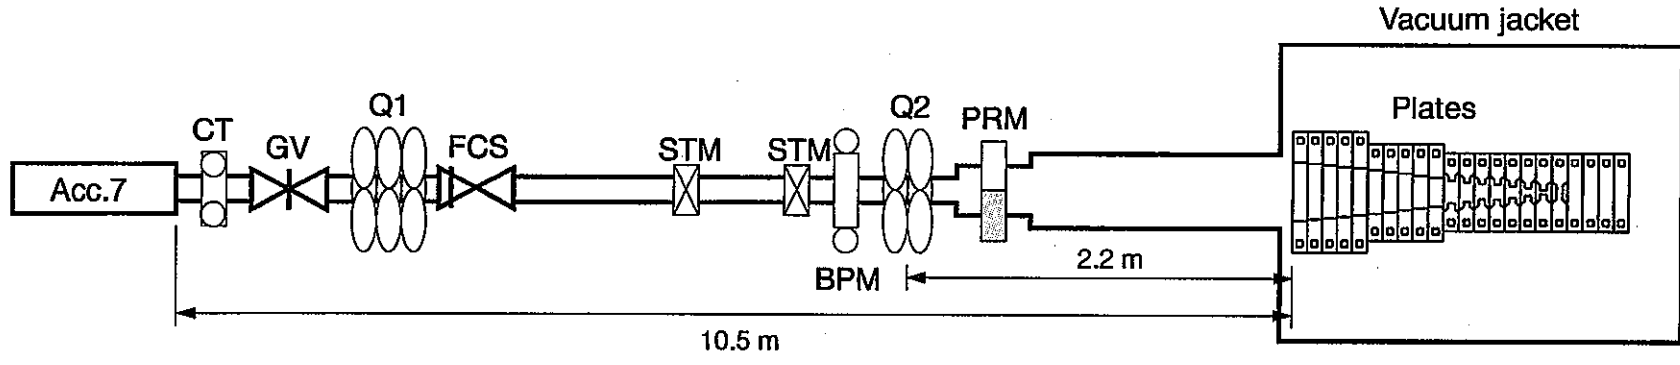 Vacuum jacket
Plates
Q1
Q2
PRM
CT
GV
FCS
STM
STM
Acc.7
BPM
2.2 m
10.5 m